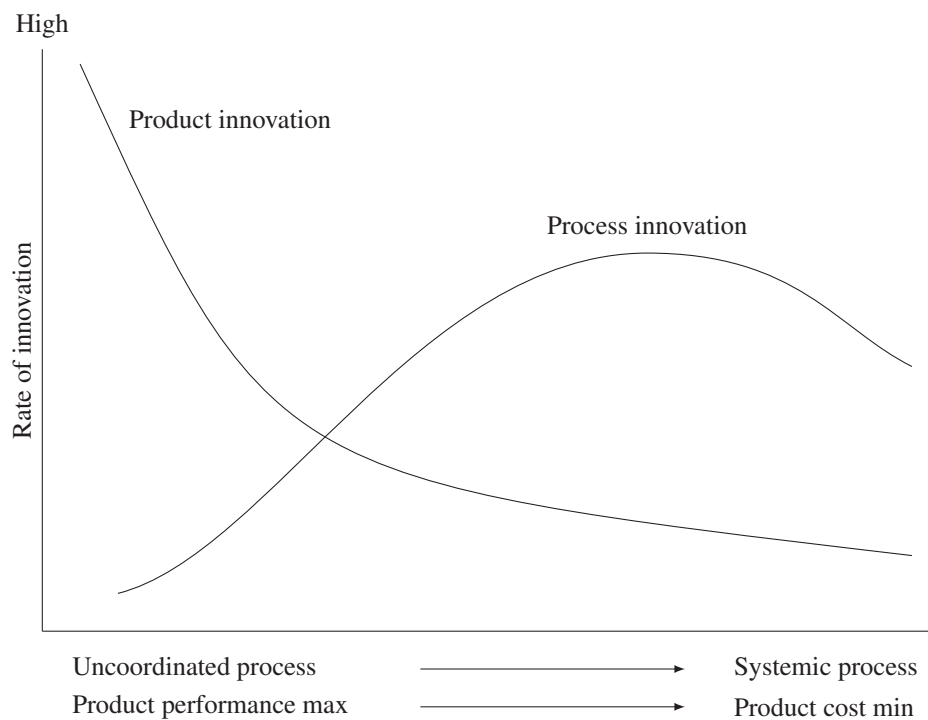 High
Product innovation
Process innovation
Rate of innovation
Uncoordinated process Systemic process
Product performance max Product cost min